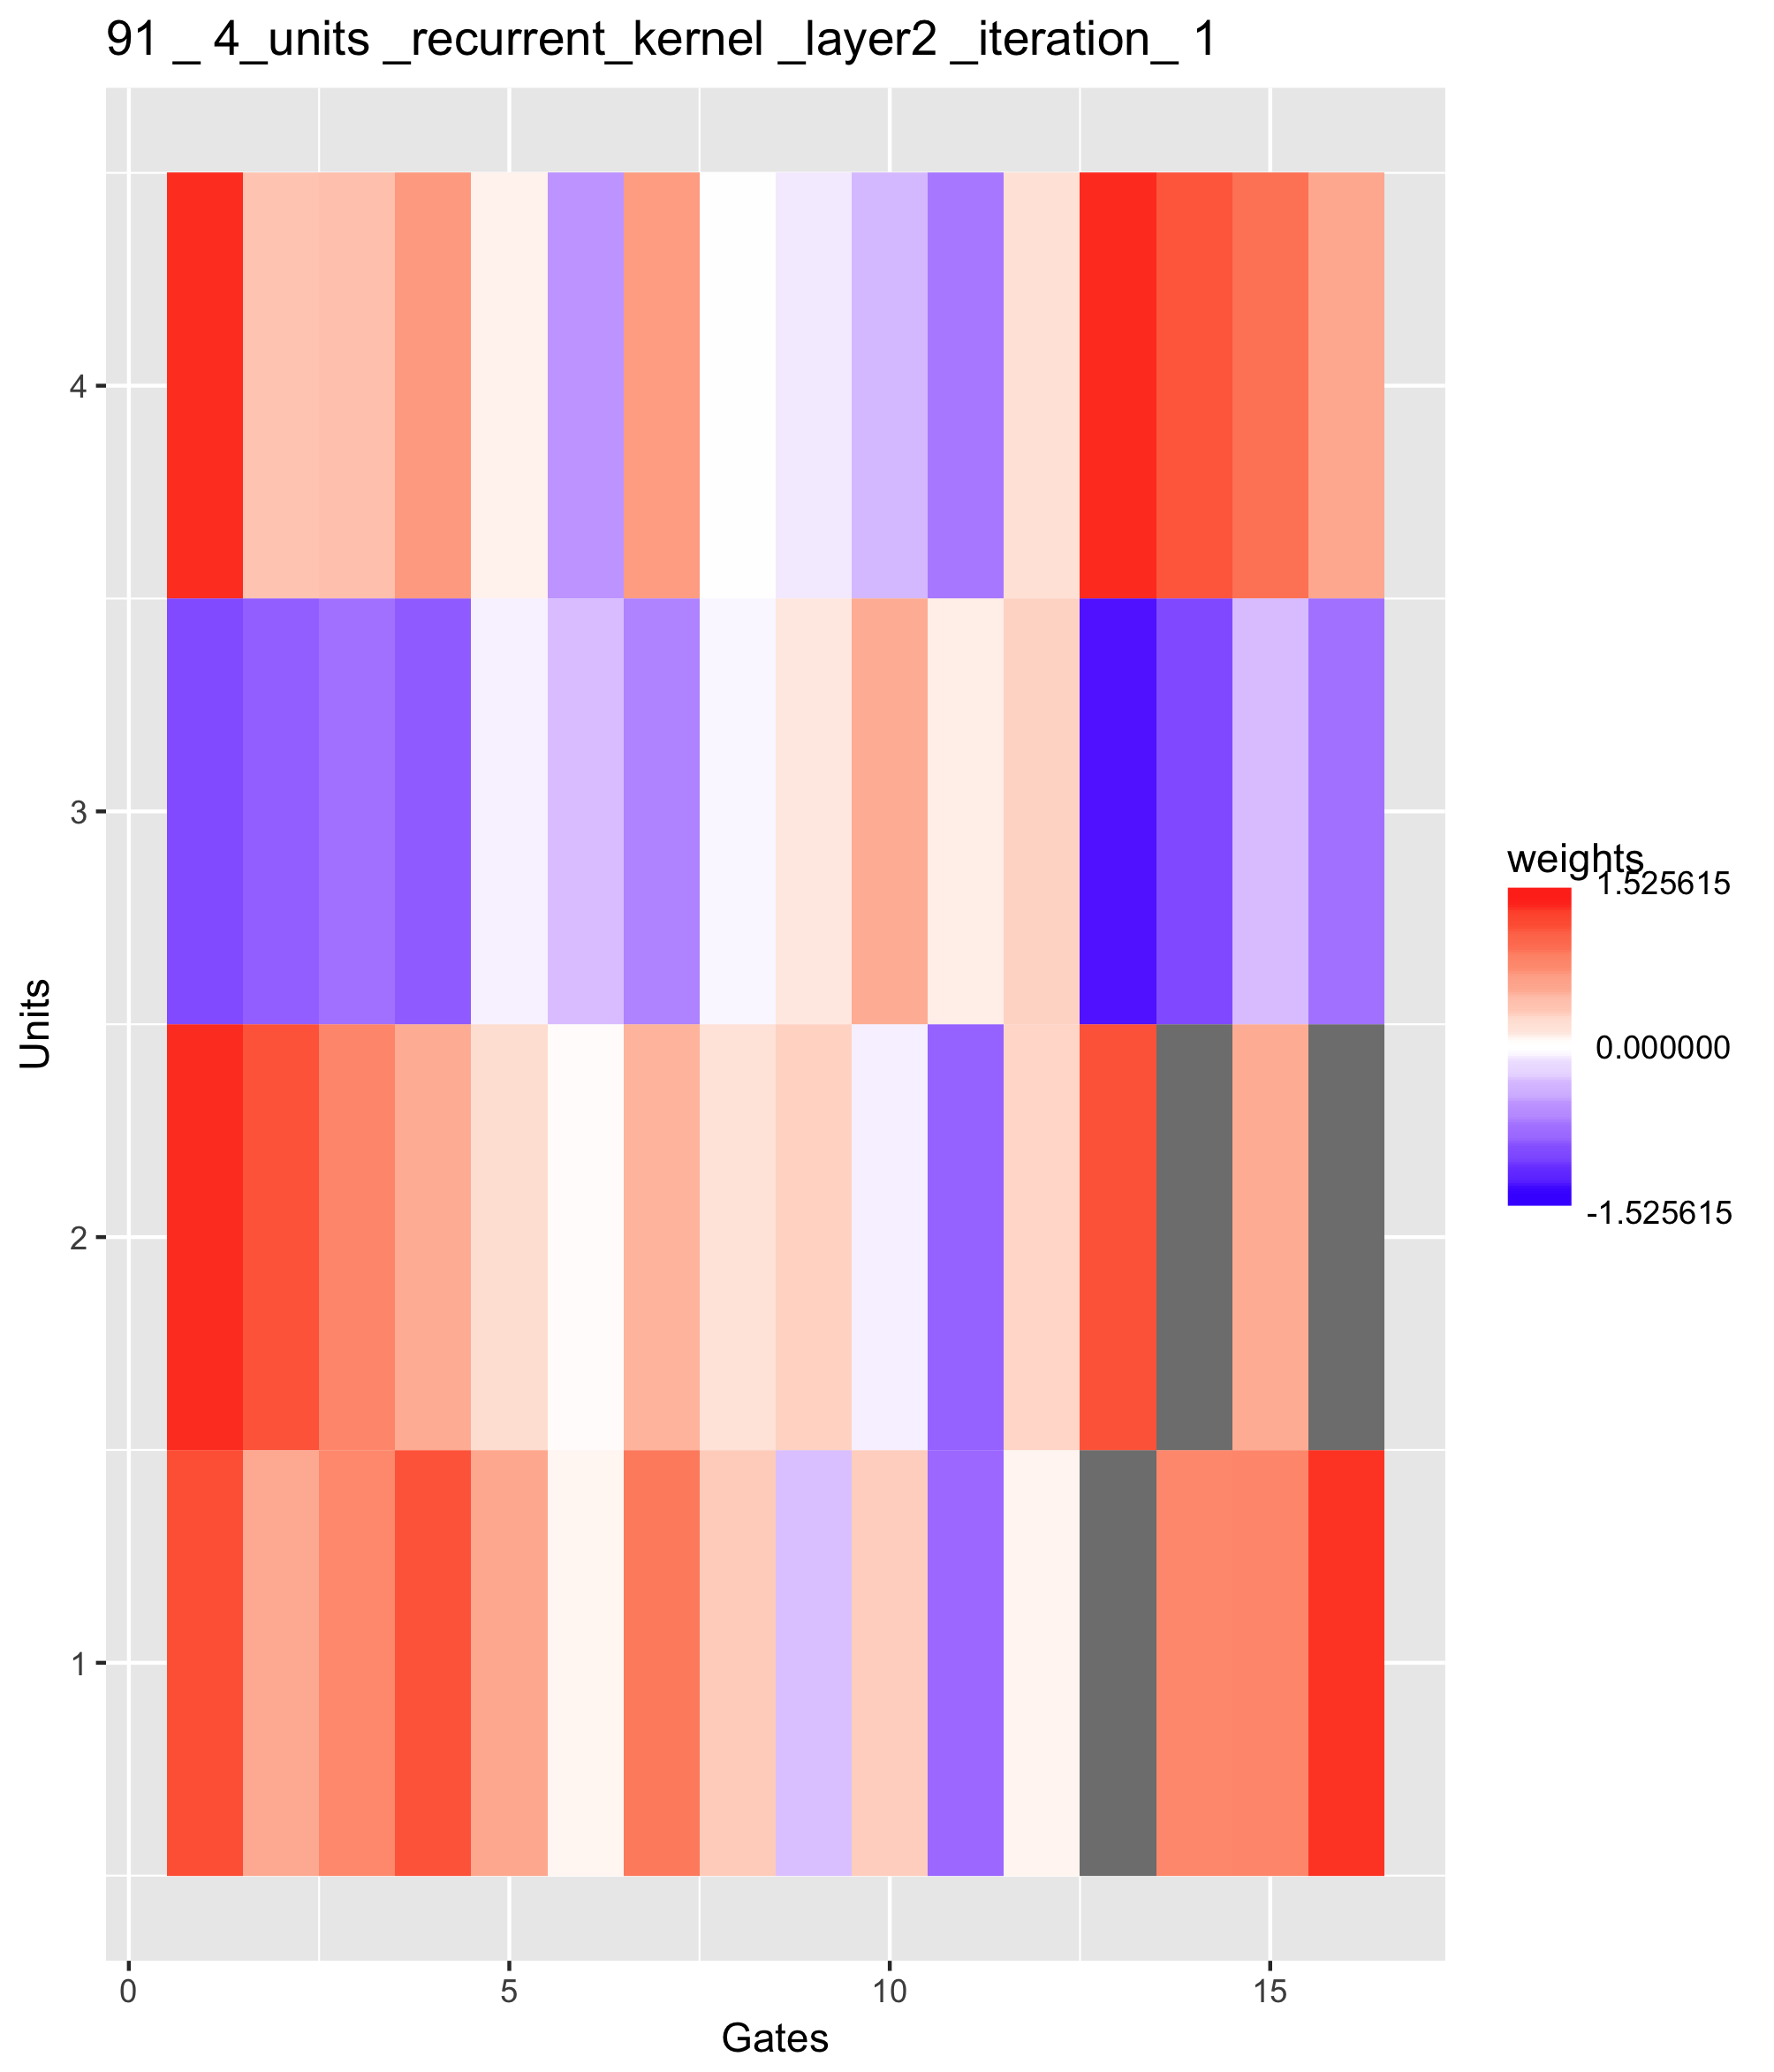 91 _ 4_units _recurrent_kernel _layer2 _iteration_ 1
Units
4
3
2
1
0
5
10
15
Gates
weights
1.525615
0.000000
-1.525615